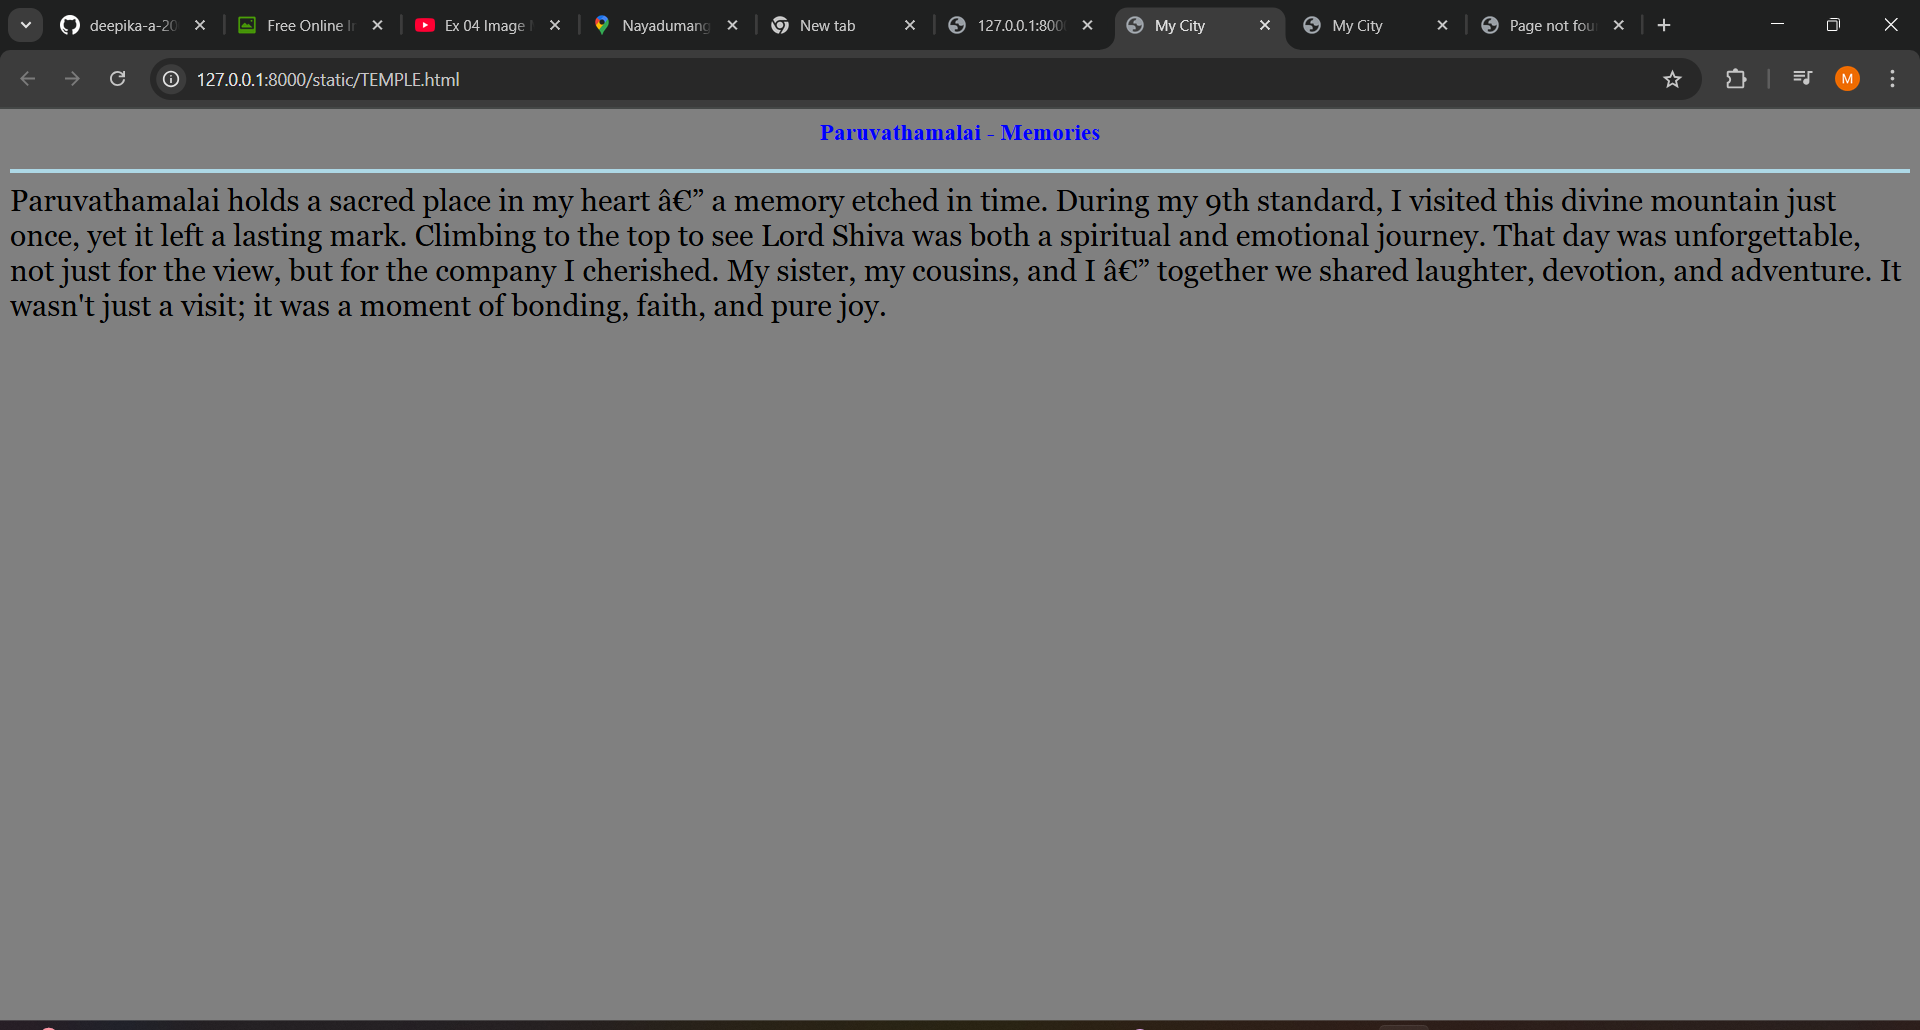 deepika-a-20
Free Online I
Ex 04 Image
Nayadumang
New tab
127.0.0.1:800
My City
My City
Page not fou
127.0.0.1:8000/static/TEMPLE.html
M
Paruvathamalai - Memories
Paruvathamalai holds a sacred place in my heart â€” a memory etched in time. During my 9th standard, I visited this divine mountain just
once, yet it left a lasting mark. Climbing to the top to see Lord Shiva was both a spiritual and emotional journey. That day was unforgettable,
not just for the view, but for the company I cherished. My sister, my cousins, and I â€” together we shared laughter, devotion, and adventure. It
wasn't just a visit; it was a moment of bonding, faith, and pure joy.